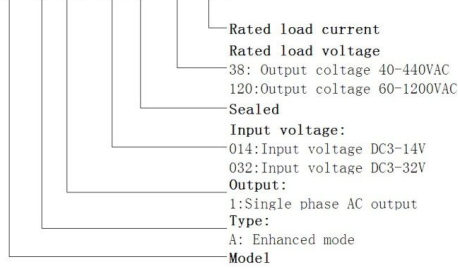 Rated load current
Rated load voltage
38: Output coltage 40-440VAC
120:Output coltage 60-1200VAC
Sealed
Input voltage:
014:Input voltage DC3-14V
032:Input voltage DC3-32V
Output:
1:Single phase AC output
Type:
A: Enhanced mode
Model